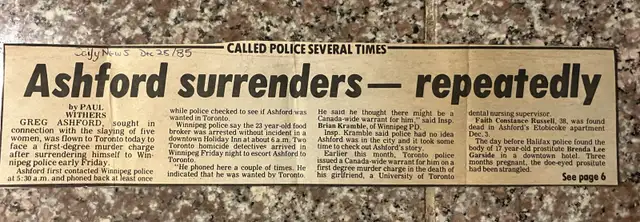 Daily News Dec 25/85
CALLED POLICE SEVERAL TIMES
Ashford surrenders — repeatedly
by PAUL
WITHERS
GREG ASHFORD, sought in
connection with the slaying of five
women, was flown to Toronto today to
face a first-degree murder charge
after surrendering himself to Win-
nipeg police early Friday.
Ashford first contacted Winnipeg police
at 5:30 a.m. and phoned back at least once
while police checked to see if Ashford was
wanted in Toronto.
Winnipeg police say the 23 year-old food
broker was arrested without incident in a
downtown Holiday Inn at about 6 a.m. Two
Toronto homicide detectives arrived in
Winnipeg Friday night to escort Ashford to
Toronto.
"He phoned here a couple of times. He
indicated that he was wanted by Toronto.
He said he thought there might be a
Canada-wide warrant for him," said Insp.
Brian Kramble, of Winnipeg PD.
Insp. Kramble said police had no idea
Ashford was in the city and it took some
time to check out Ashford's story.
Earlier this month, Toronto police
issued a Canada-wide warrant for him on a
first degree murder charge in the death of
his girlfriend, a University of Toronto
dental nursing supervisor.
Faith Constance Russell, 38, was found
dead in Ashford's Etobicoke apartment
Dec. 3.
The day before Halifax police found the
body of 17 year-old prostitute Brenda Lee
Garside in a downtown hotel. Three
months pregnant, the doe-eyed prostitute
had been strangled.
See page 6